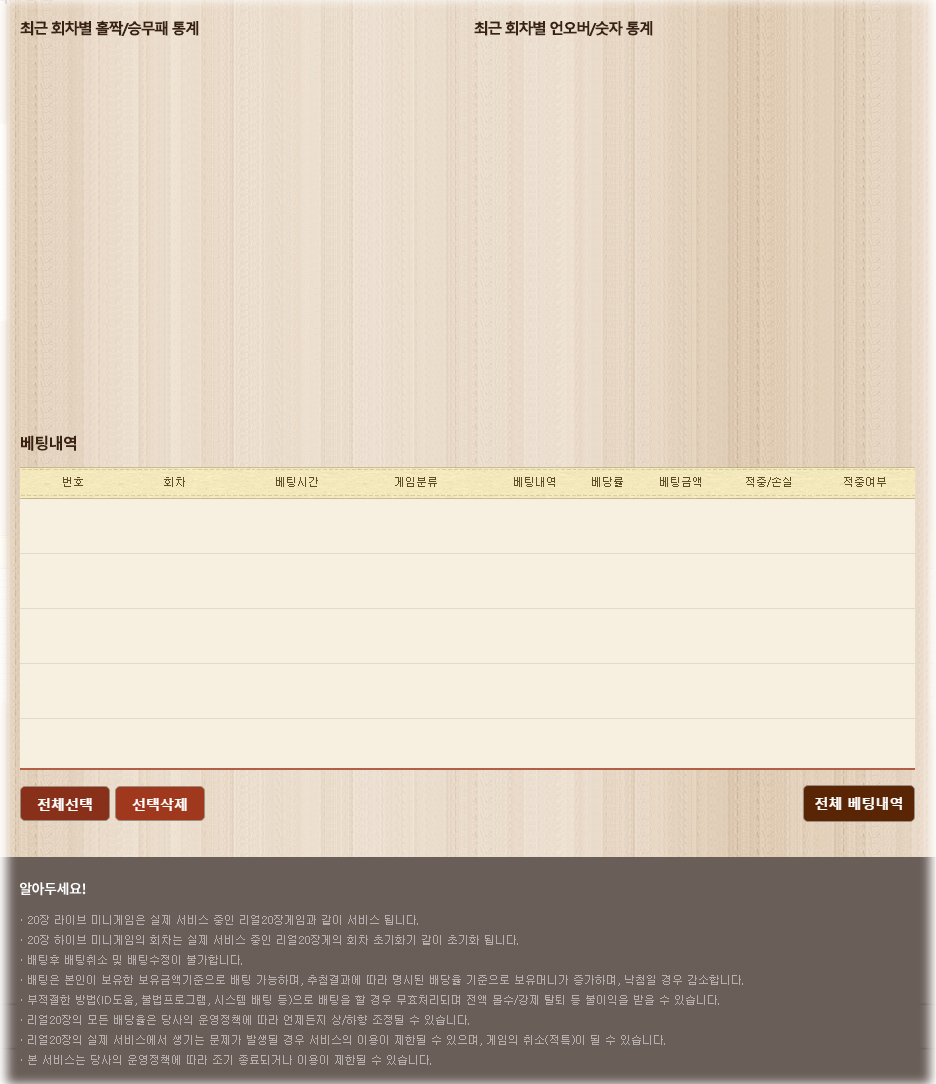 최근 회차별 홀짝/승무패 통계
최근 회차별 언오버/숫자 통계
베팅내역
번호 회차 베팅시간 게임분류 베팅내역 베당률 베팅금액 적중/손실 적중여부
전체선택 선택삭제 전체 베팅내역
알아두세요!
· 20장 라이브 미니게임은 실제 서비스 중인 리얼20장게임과 같이 서비스 됩니다.
· 20장 하이브 미니게임의 회차는 실제 서비스 중인 리얼20장게의 회차 초기화기 같이 초기화 됩니다.
· 배팅후 배팅취소 및 배팅수정이 불가합니다.
· 배팅은 본인이 보유한 보유금액기준으로 배팅 가능하며, 추첨결과에 따라 명시된 배당율 기준으로 보유머니가 증가하며, 낙첨일 경우 감소합니다.
· 부적절한 방법(ID도움, 불법프로그램, 시스템 배팅 등)으로 배팅을 할 경우 무효처리되며 전액 몰수/강제 탈퇴 등 불이익을 받을 수 있습니다.
· 리얼20장의 모든 배당율은 당사의 운영정책에 따라 언제든지 상/하향 조정될 수 있습니다.
· 리얼20장의 실제 서비스에서 생기는 문제가 발생될 경우 서비스의 이용이 제한될 수 있으며, 게임의 취소(적특)이 될 수 있습니다.
· 본 서비스는 당사의 운영정책에 따라 조기 종료되거나 이용이 제한될 수 있습니다.